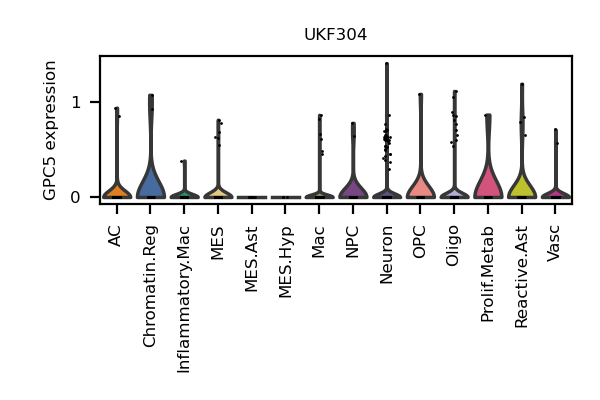 UKF304
GPC5 expression
1
0
AC
Chromatin.Reg
Inflammatory.Mac
MES
MES.Ast
MES.Hyp
Mac
NPC
Neuron
OPC
Oligo
Prolif.Metab
Reactive.Ast
Vasc